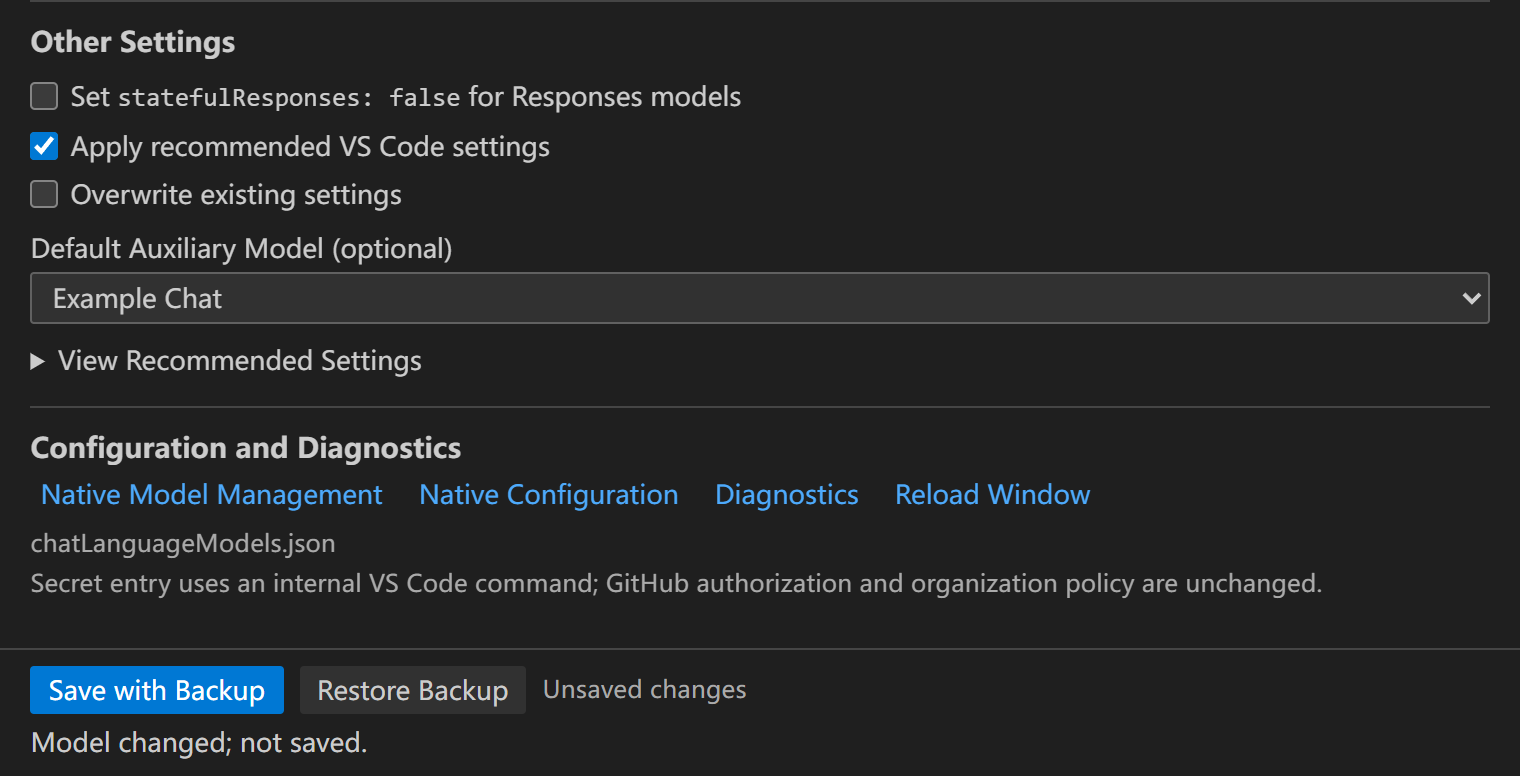 Other Settings
Set statefulResponses: false for Responses models
Apply recommended VS Code settings
Overwrite existing settings
Default Auxiliary Model (optional)
Example Chat
View Recommended Settings
Configuration and Diagnostics
Native Model Management Native Configuration Diagnostics Reload Window
chatLanguageModels.json
Secret entry uses an internal VS Code command; GitHub authorization and organization policy are unchanged.
Save with Backup Restore Backup Unsaved changes
Model changed; not saved.